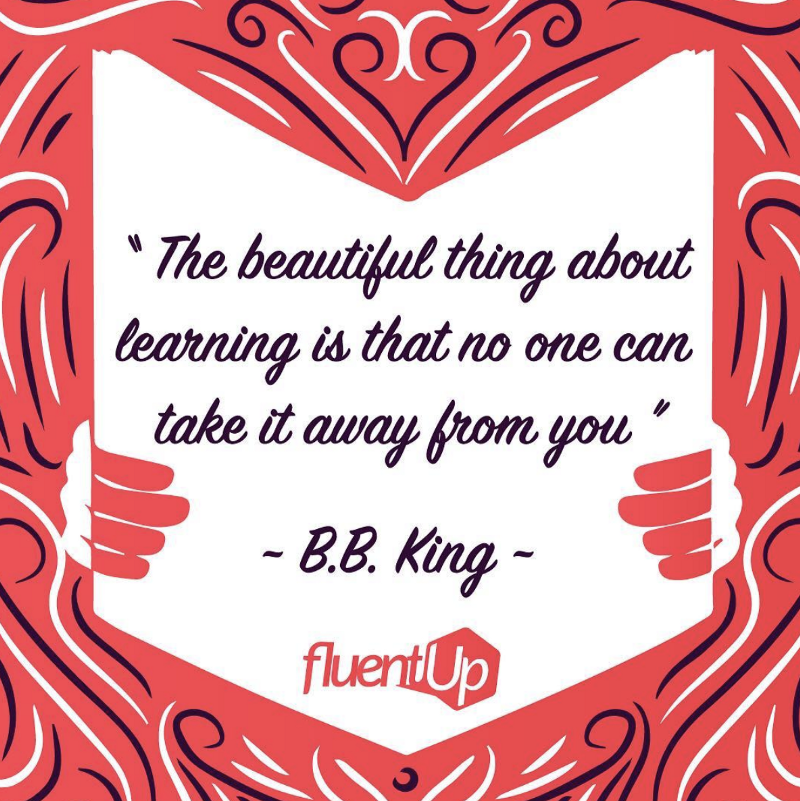 " The beautiful thing about
learning is that no one can
take it away from you "
~ B.B. King ~
fluentUp